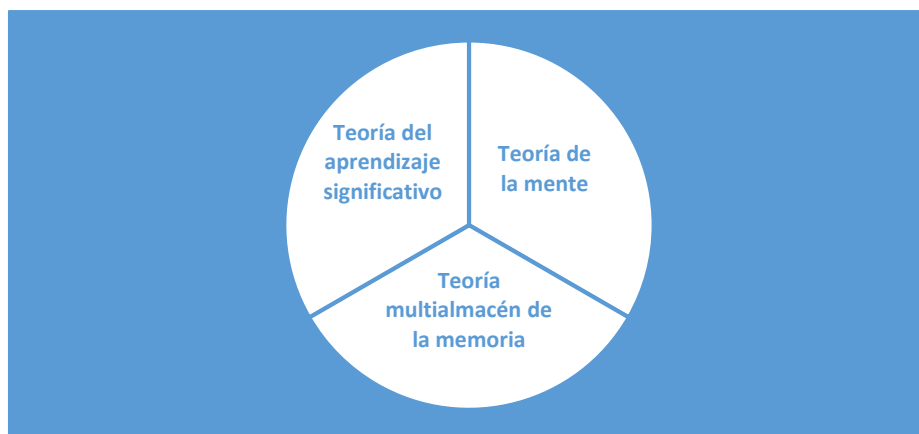 Teoría del
aprendizaje
significativo
Teoría de
la mente
Teoría
multialmacén de
la memoria